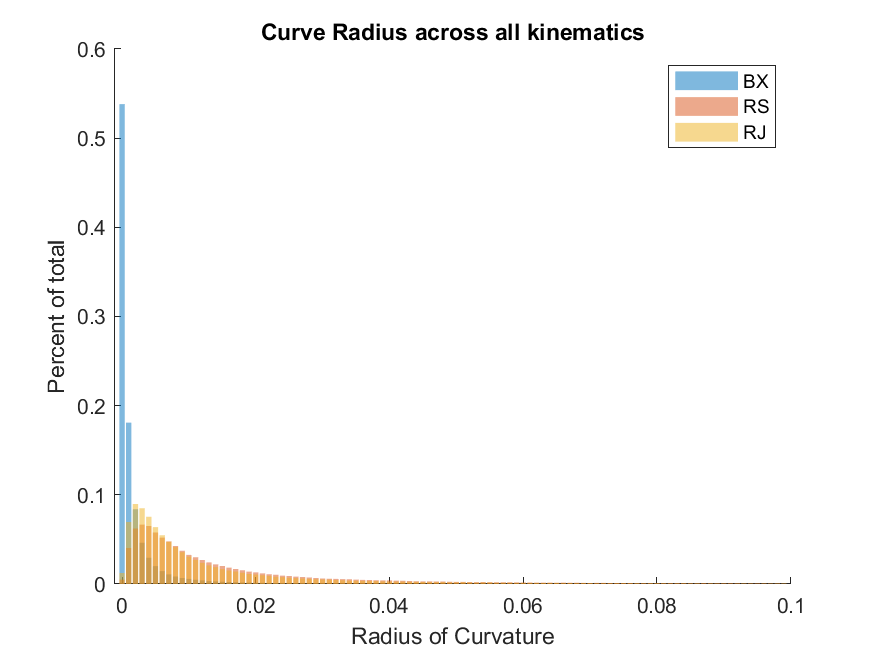 Curve Radius across all kinematics
BX
RS
RJ
Percent of total
0.6
0.5
0.4
0.3
0.2
0.1
0
0
0.02
0.04
0.06
0.08
0.1
Radius of Curvature